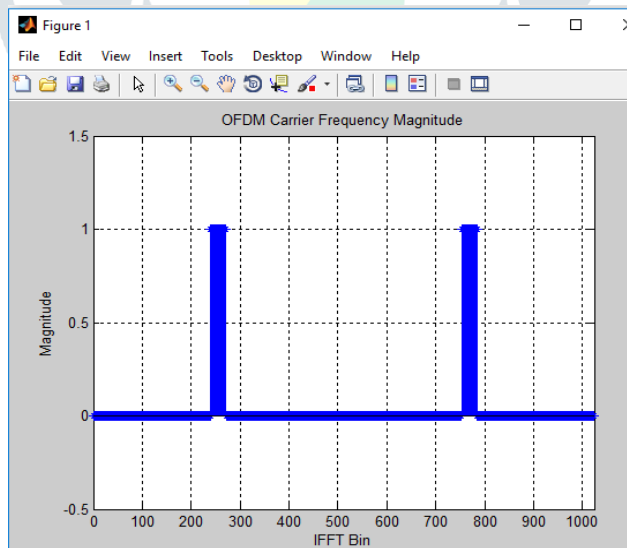 Figure 1
File Edit View Insert Tools Desktop Window Help
OFDM Carrier Frequency Magnitude
1.5
1
0.5
0
-0.5
Magnitude
0 100 200 300 400 500 600 700 800 900 1000
IFFT Bin